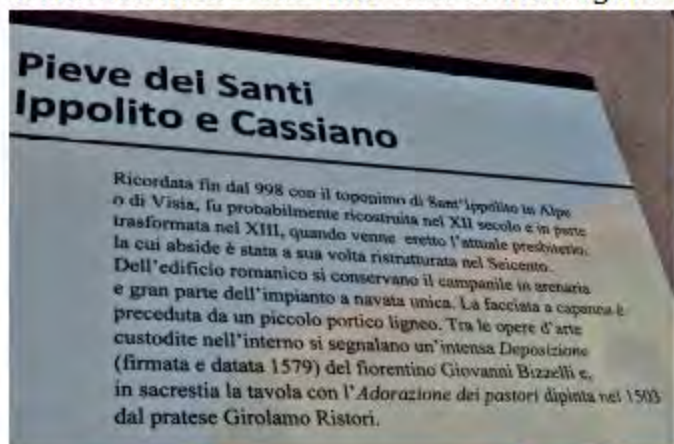 Pieve dei Santi
Ippolito e Cassiano
Ricordata fin dal 998 con il toponimo di Sant'Ippolito in Alpe
o di Visia, fu probabilmente ricostruita nel XII secolo e in parte
trasformata nel XIII, quando venne eretto l'attuale presbiterio,
la cui abside è stata a sua volta ristrutturata nel Seicento.
Dell'edificio romanico si conservano il campanile in arenaria
e gran parte dell'impianto a navata unica. La facciata a capanna è
preceduta da un piccolo portico ligneo. Tra le opere d'arte
custodite nell'interno si segnalano un'intensa Deposizione
(firmata e datata 1579) del fiorentino Giovanni Bizzelli e,
in sacrestia la tavola con l'Adorazione dei pastori dipinta nel 1503
dal pratese Girolamo Ristori.